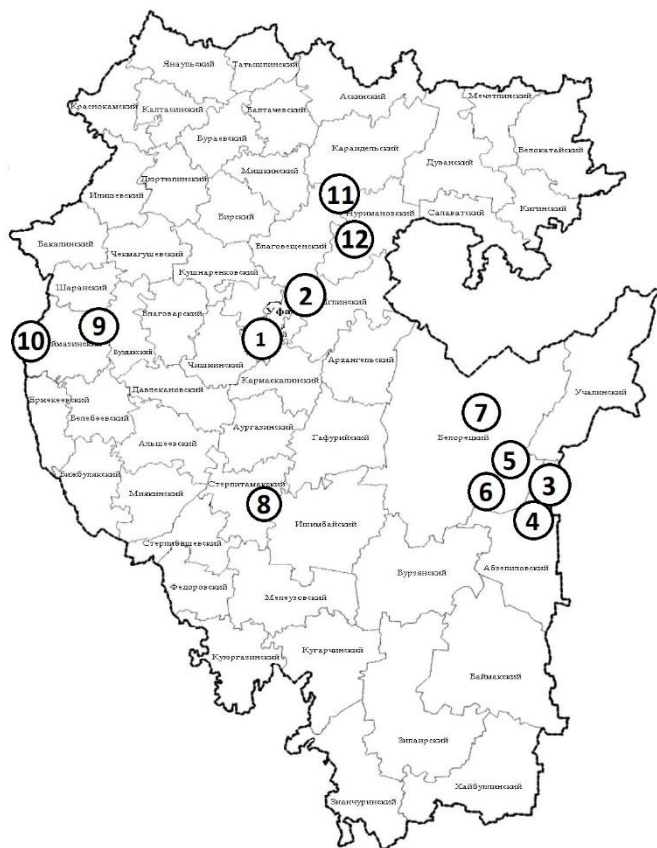 Янаульский
Татышлинский
Аскинский
Мечетлинский
Краснокамский
Калтасинский
Балтачевский
Белокатайский
Бураевский
Караидельский
Дуванский
Мишкинский
Дюртюлинский
Илишевский
Бирский
11
Нуримановский
Салаватский
Кигинский
Бакалинский
Чекмагушевский
Благовещенский
12
Кушнаренковский
Шаранский
2
Уфа
Благоварский
9
10
1
Чишминский
Архангельский
Учалинский
Давлекановский
Кармаскалинский
Ермекеевский
Белебеевский
Аургазинский
7
Белорецкий
Альшеевский
Гафурийский
5
Бижбулякский
Миякинский
Стерлитамакский
6
3
8
4
Ишимбайский
Стерлибашевский
Абзелиловский
Бурзянский
Федоровский
Мелеузовский
Куюргазинский
Кугарчинский
Баймакский
Зилаирский
Хайбуллинский
Зианчуринский